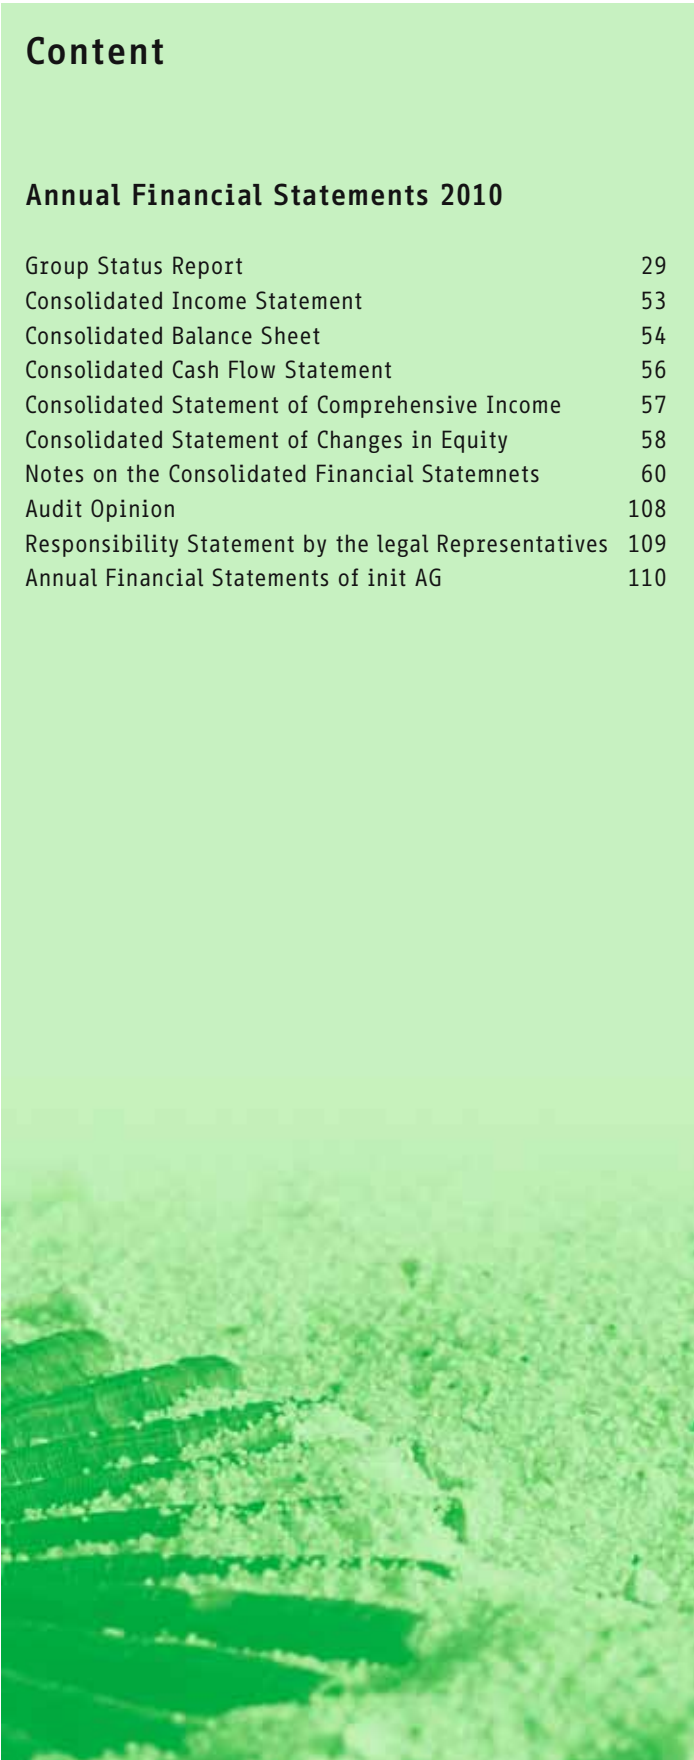 Content
Annual Financial Statements 2010
Group Status Report 29
Consolidated Income Statement 53
Consolidated Balance Sheet 54
Consolidated Cash Flow Statement 56
Consolidated Statement of Comprehensive Income 57
Consolidated Statement of Changes in Equity 58
Notes on the Consolidated Financial Statemnets 60
Audit Opinion 108
Responsibility Statement by the legal Representatives 109
Annual Financial Statements of init AG 110